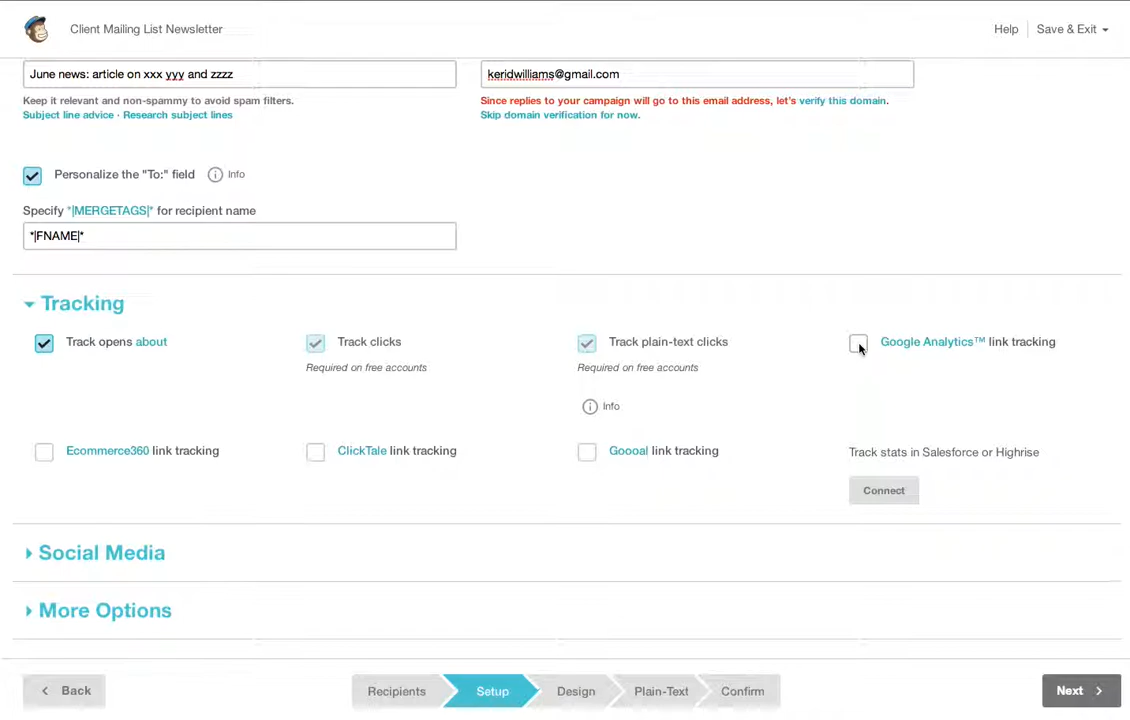 Client Mailing List Newsletter
Help
Save & Exit
June news: article on xxx yyy and zzzz
keridwilliams@gmail.com
Keep it relevant and non-spammy to avoid spam filters.
Since replies to your campaign will go to this email address, let's verify this domain.
Subject line advice · Research subject lines
Skip domain verification for now.
Personalize the "To:" field
Info
Specify *|MERGETAGS|* for recipient name
*|FNAME|*
Tracking
Track opens about
Track clicks
Track plain-text clicks
Google Analytics™ link tracking
Required on free accounts
Required on free accounts
Info
Ecommerce360 link tracking
ClickTale link tracking
Goooal link tracking
Track stats in Salesforce or Highrise
Connect
Social Media
More Options
Back
Recipients
Setup
Design
Plain-Text
Confirm
Next